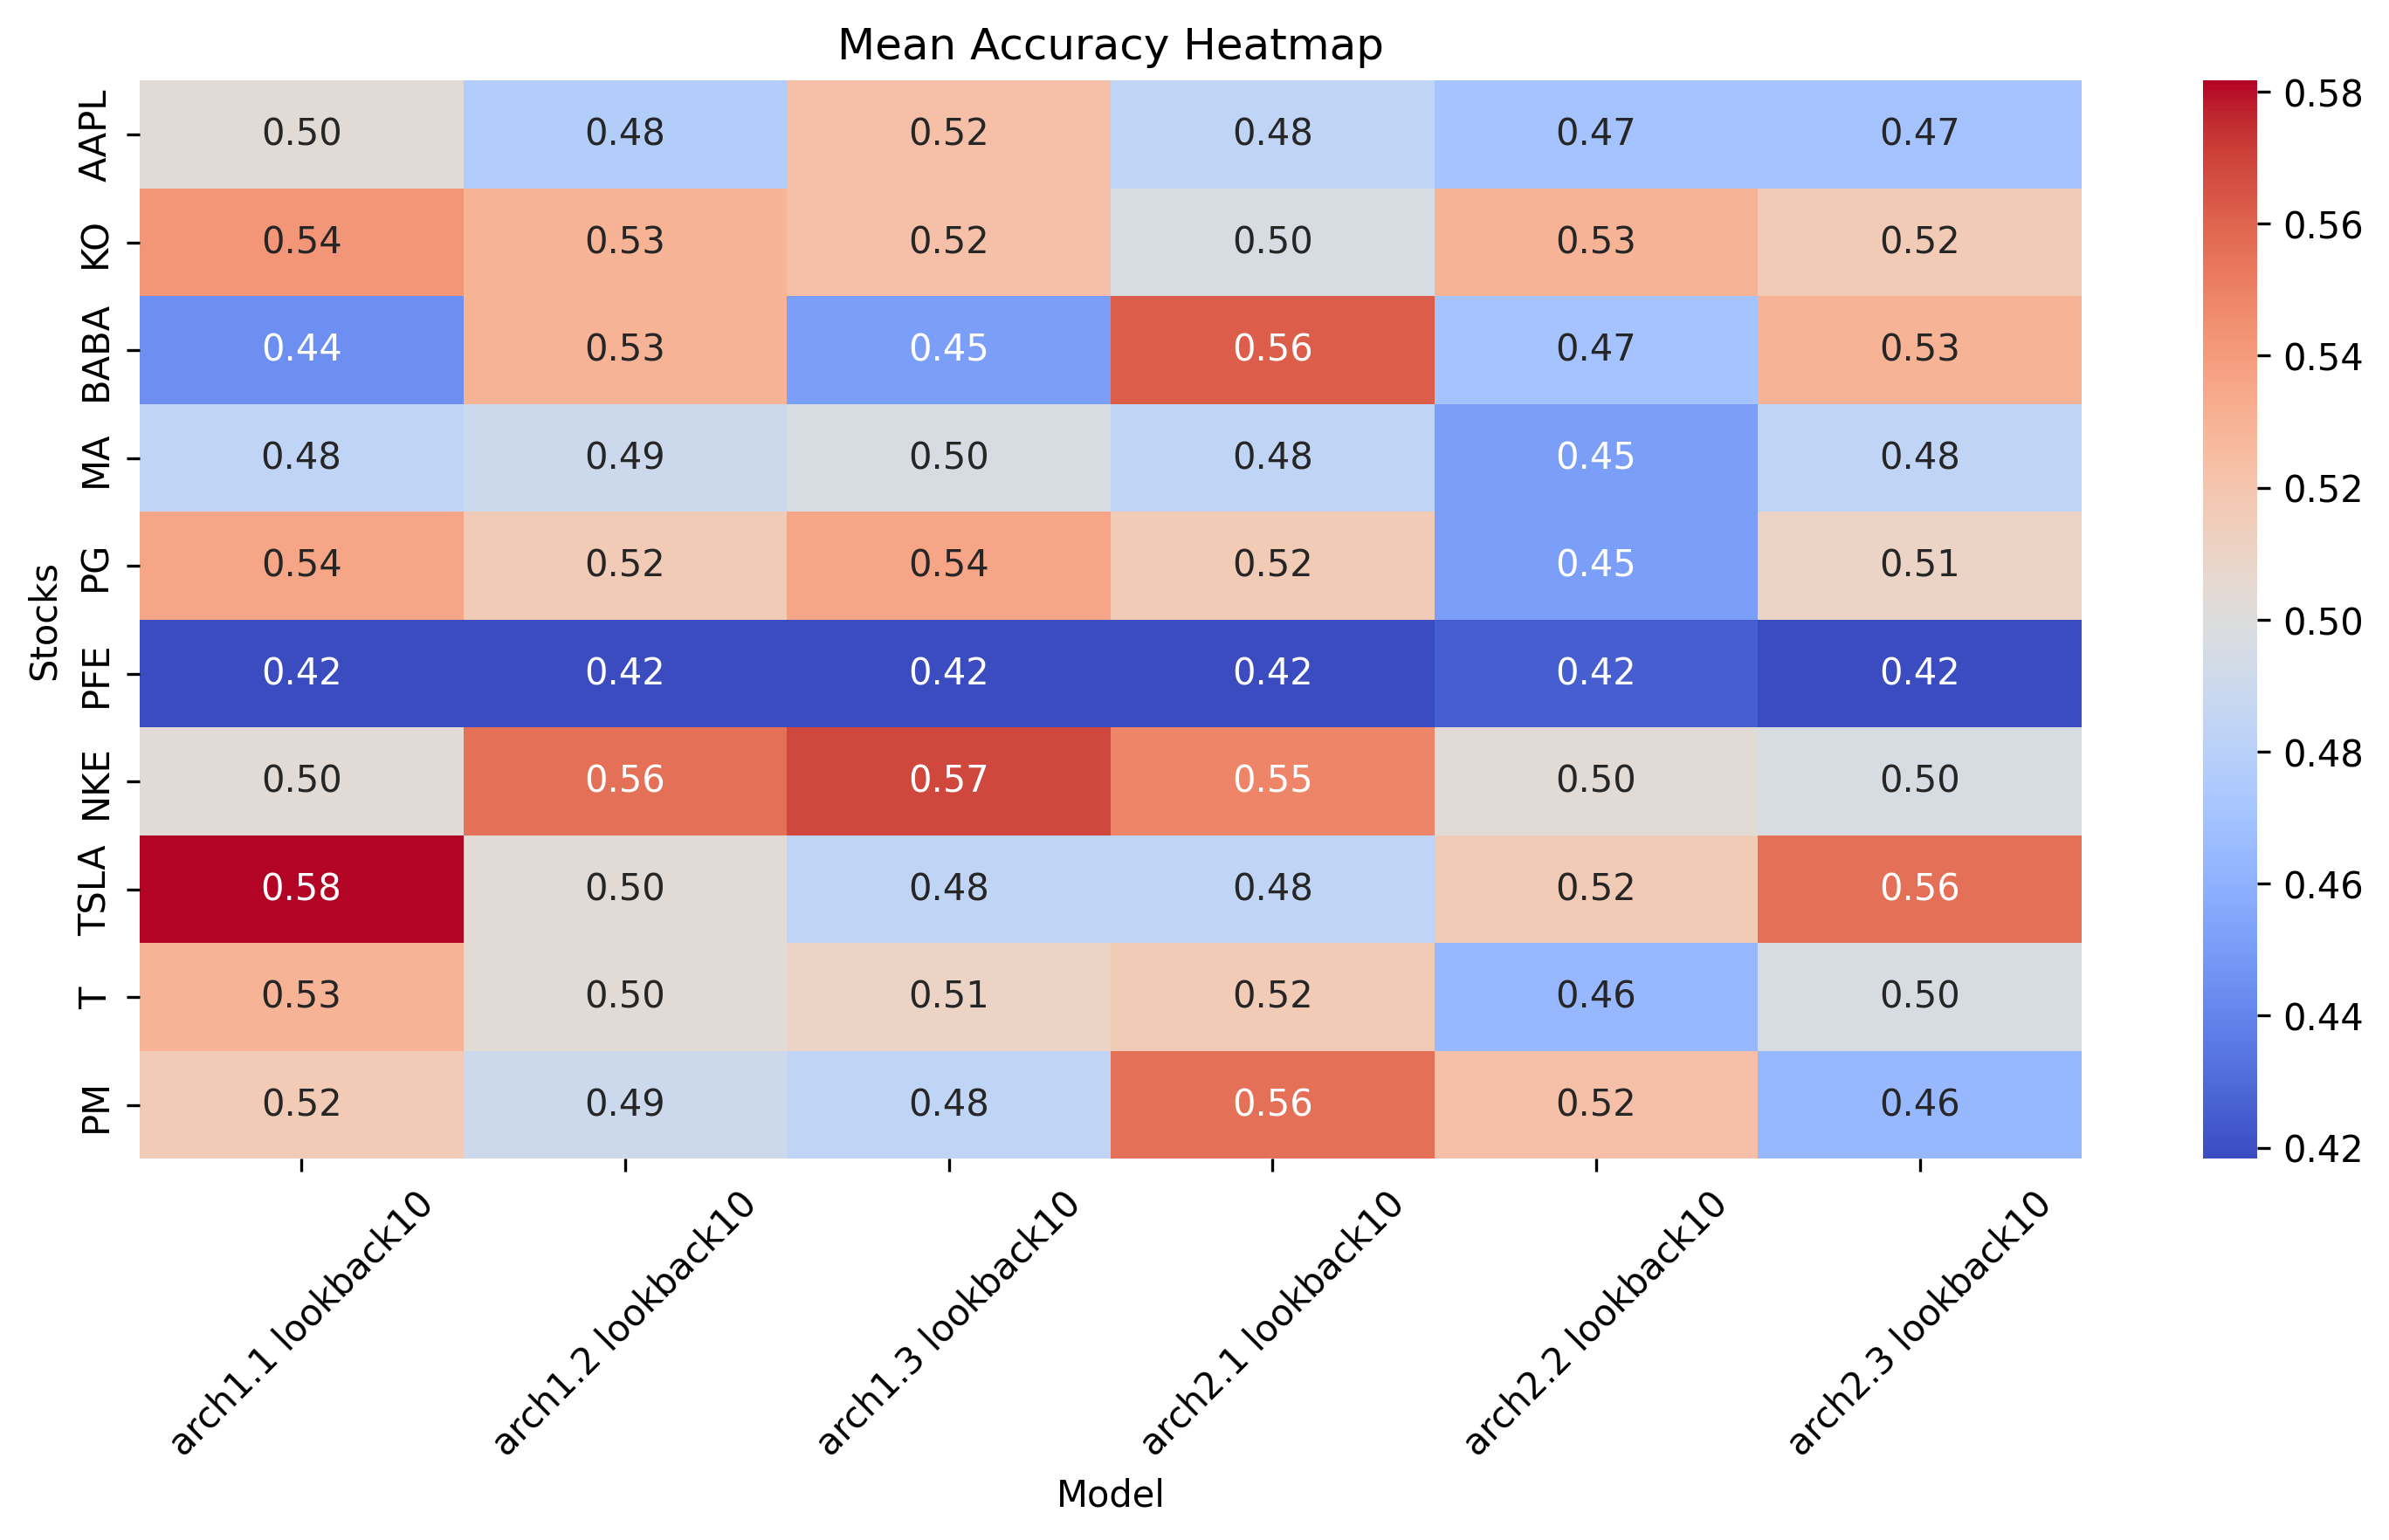 Mean Accuracy Heatmap
Stocks
AAPL 0.50 0.48 0.52 0.48 0.47 0.47
KO 0.54 0.53 0.52 0.50 0.53 0.52
BABA 0.44 0.53 0.45 0.56 0.47 0.53
MA 0.48 0.49 0.50 0.48 0.45 0.48
PG 0.54 0.52 0.54 0.52 0.45 0.51
PFE 0.42 0.42 0.42 0.42 0.42 0.42
NKE 0.50 0.56 0.57 0.55 0.50 0.50
TSLA 0.58 0.50 0.48 0.48 0.52 0.56
T 0.53 0.50 0.51 0.52 0.46 0.50
PM 0.52 0.49 0.48 0.56 0.52 0.46
arch1.1 lookback10
arch1.2 lookback10
arch1.3 lookback10
arch2.1 lookback10
arch2.2 lookback10
arch2.3 lookback10
Model
0.58
0.56
0.54
0.52
0.50
0.48
0.46
0.44
0.42